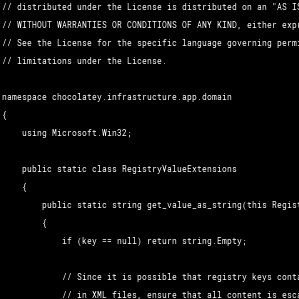 // distributed under the License is distributed on an "AS IS
// WITHOUT WARRANTIES OR CONDITIONS OF ANY KIND, either expr
// See the License for the specific language governing permi
// limitations under the License.
namespace chocolatey.infrastructure.app.domain
{
using Microsoft.Win32;
public static class RegistryValueExtensions
{
public static string get_value_as_string(this Regist
{
if (key == null) return string.Empty;
// Since it is possible that registry keys conta
// in XML files, ensure that all content is esca